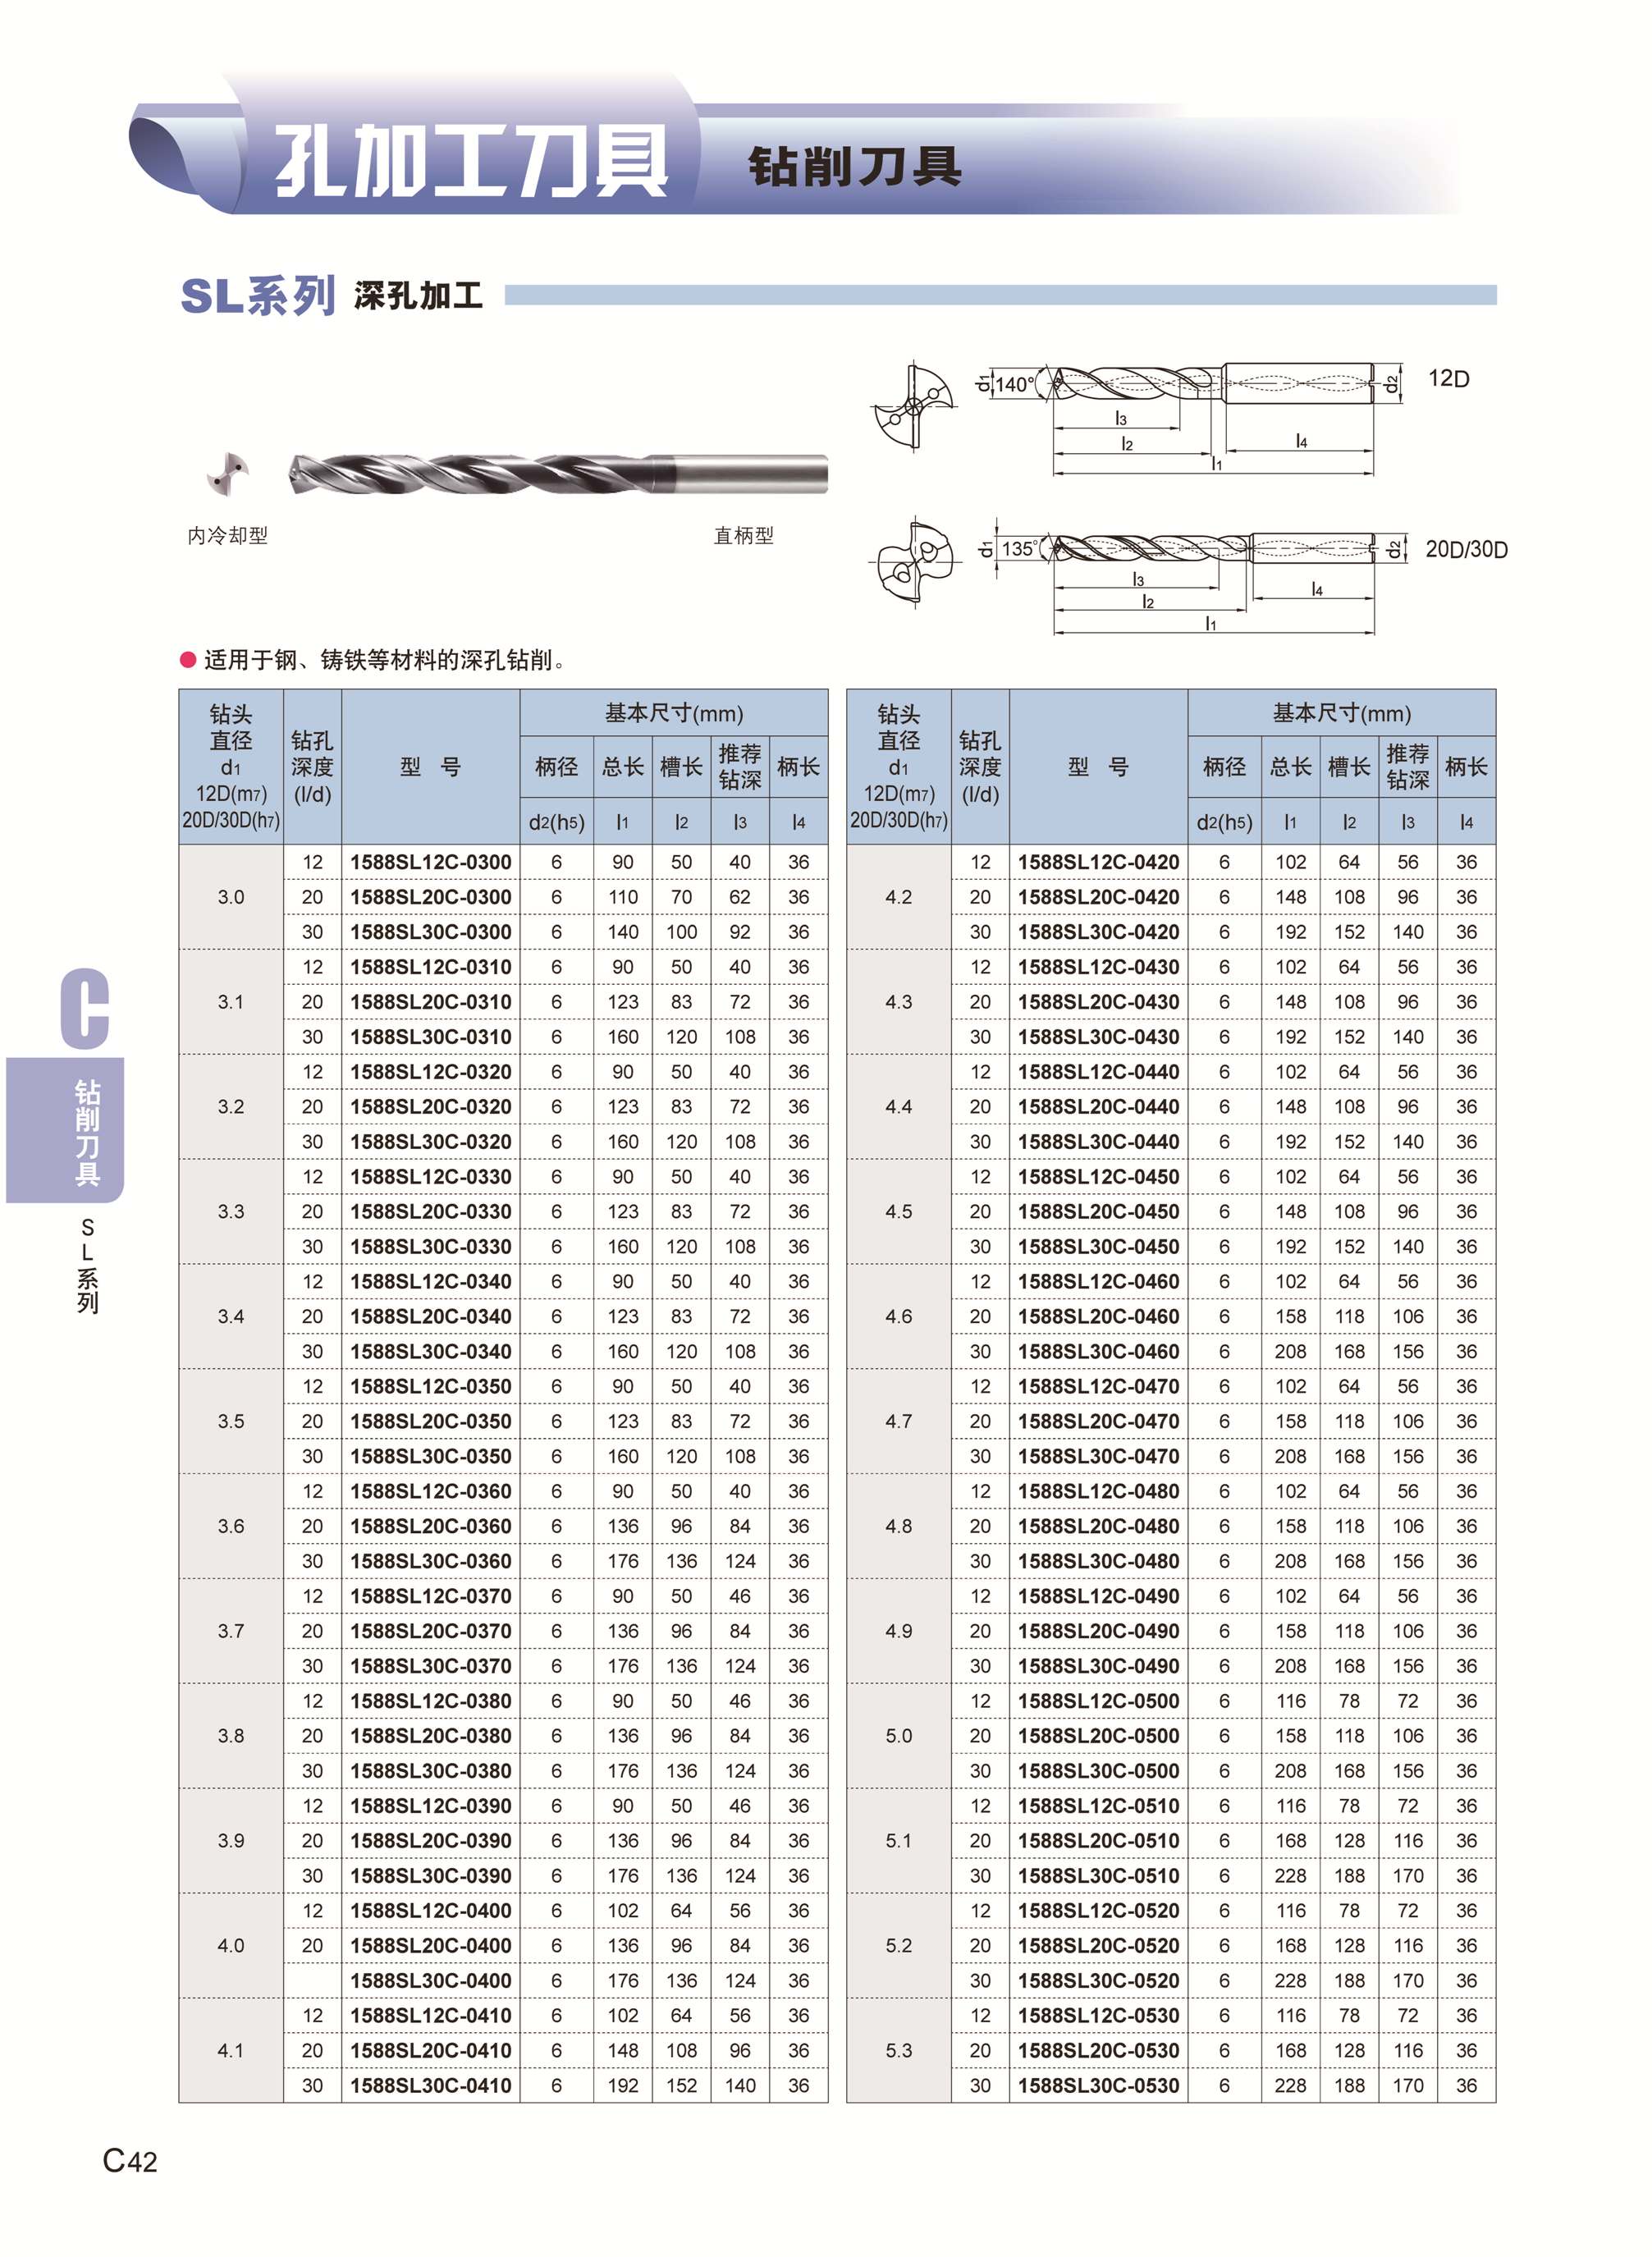 孔加工刀具 钻削刀具
SL系列 深孔加工
d1 140° d2 12D
l3
l2 l4
l1
内冷却型 直柄型
d1 135° d2 20D/30D
l3
l2 l4
l1
● 适用于钢、铸铁等材料的深孔钻削。
钻头 直径 d1 12D(m7) 20D/30D(h7) 钻孔 深度 (l/d) 型 号 基本尺寸(mm) 钻头 直径 d1 12D(m7) 20D/30D(h7) 钻孔 深度 (l/d) 型 号 基本尺寸(mm)
柄径 总长 槽长 推荐钻深 柄长 柄径 总长 槽长 推荐钻深 柄长
d2(h5) l1 l2 l3 l4 d2(h5) l1 l2 l3 l4
3.0 12 1588SL12C-0300 6 90 50 40 36
20 1588SL20C-0300 6 110 70 62 36
30 1588SL30C-0300 6 140 100 92 36
3.1 12 1588SL12C-0310 6 90 50 40 36
20 1588SL20C-0310 6 123 83 72 36
30 1588SL30C-0310 6 160 120 108 36
3.2 12 1588SL12C-0320 6 90 50 40 36
20 1588SL20C-0320 6 123 83 72 36
30 1588SL30C-0320 6 160 120 108 36
3.3 12 1588SL12C-0330 6 90 50 40 36
20 1588SL20C-0330 6 123 83 72 36
30 1588SL30C-0330 6 160 120 108 36
3.4 12 1588SL12C-0340 6 90 50 40 36
20 1588SL20C-0340 6 123 83 72 36
30 1588SL30C-0340 6 160 120 108 36
3.5 12 1588SL12C-0350 6 90 50 40 36
20 1588SL20C-0350 6 123 83 72 36
30 1588SL30C-0350 6 160 120 108 36
3.6 12 1588SL12C-0360 6 90 50 40 36
20 1588SL20C-0360 6 136 96 84 36
30 1588SL30C-0360 6 176 136 124 36
3.7 12 1588SL12C-0370 6 90 50 46 36
20 1588SL20C-0370 6 136 96 84 36
30 1588SL30C-0370 6 176 136 124 36
3.8 12 1588SL12C-0380 6 90 50 46 36
20 1588SL20C-0380 6 136 96 84 36
30 1588SL30C-0380 6 176 136 124 36
3.9 12 1588SL12C-0390 6 90 50 46 36
20 1588SL20C-0390 6 136 96 84 36
30 1588SL30C-0390 6 176 136 124 36
4.0 12 1588SL12C-0400 6 102 64 56 36
20 1588SL20C-0400 6 136 96 84 36
1588SL30C-0400 6 176 136 124 36
4.1 12 1588SL12C-0410 6 102 64 56 36
20 1588SL20C-0410 6 148 108 96 36
30 1588SL30C-0410 6 192 152 140 36
4.2 12 1588SL12C-0420 6 102 64 56 36
20 1588SL20C-0420 6 148 108 96 36
30 1588SL30C-0420 6 192 152 140 36
4.3 12 1588SL12C-0430 6 102 64 56 36
20 1588SL20C-0430 6 148 108 96 36
30 1588SL30C-0430 6 192 152 140 36
4.4 12 1588SL12C-0440 6 102 64 56 36
20 1588SL20C-0440 6 148 108 96 36
30 1588SL30C-0440 6 192 152 140 36
4.5 12 1588SL12C-0450 6 102 64 56 36
20 1588SL20C-0450 6 148 108 96 36
30 1588SL30C-0450 6 192 152 140 36
4.6 12 1588SL12C-0460 6 102 64 56 36
20 1588SL20C-0460 6 158 118 106 36
30 1588SL30C-0460 6 208 168 156 36
4.7 12 1588SL12C-0470 6 102 64 56 36
20 1588SL20C-0470 6 158 118 106 36
30 1588SL30C-0470 6 208 168 156 36
4.8 12 1588SL12C-0480 6 102 64 56 36
20 1588SL20C-0480 6 158 118 106 36
30 1588SL30C-0480 6 208 168 156 36
4.9 12 1588SL12C-0490 6 102 64 56 36
20 1588SL20C-0490 6 158 118 106 36
30 1588SL30C-0490 6 208 168 156 36
5.0 12 1588SL12C-0500 6 116 78 72 36
20 1588SL20C-0500 6 158 118 106 36
30 1588SL30C-0500 6 208 168 156 36
5.1 12 1588SL12C-0510 6 116 78 72 36
20 1588SL20C-0510 6 168 128 116 36
30 1588SL30C-0510 6 228 188 170 36
5.2 12 1588SL12C-0520 6 116 78 72 36
20 1588SL20C-0520 6 168 128 116 36
30 1588SL30C-0520 6 228 188 170 36
5.3 12 1588SL12C-0530 6 116 78 72 36
20 1588SL20C-0530 6 168 128 116 36
30 1588SL30C-0530 6 228 188 170 36
C
钻削刀具
SL系列
C42